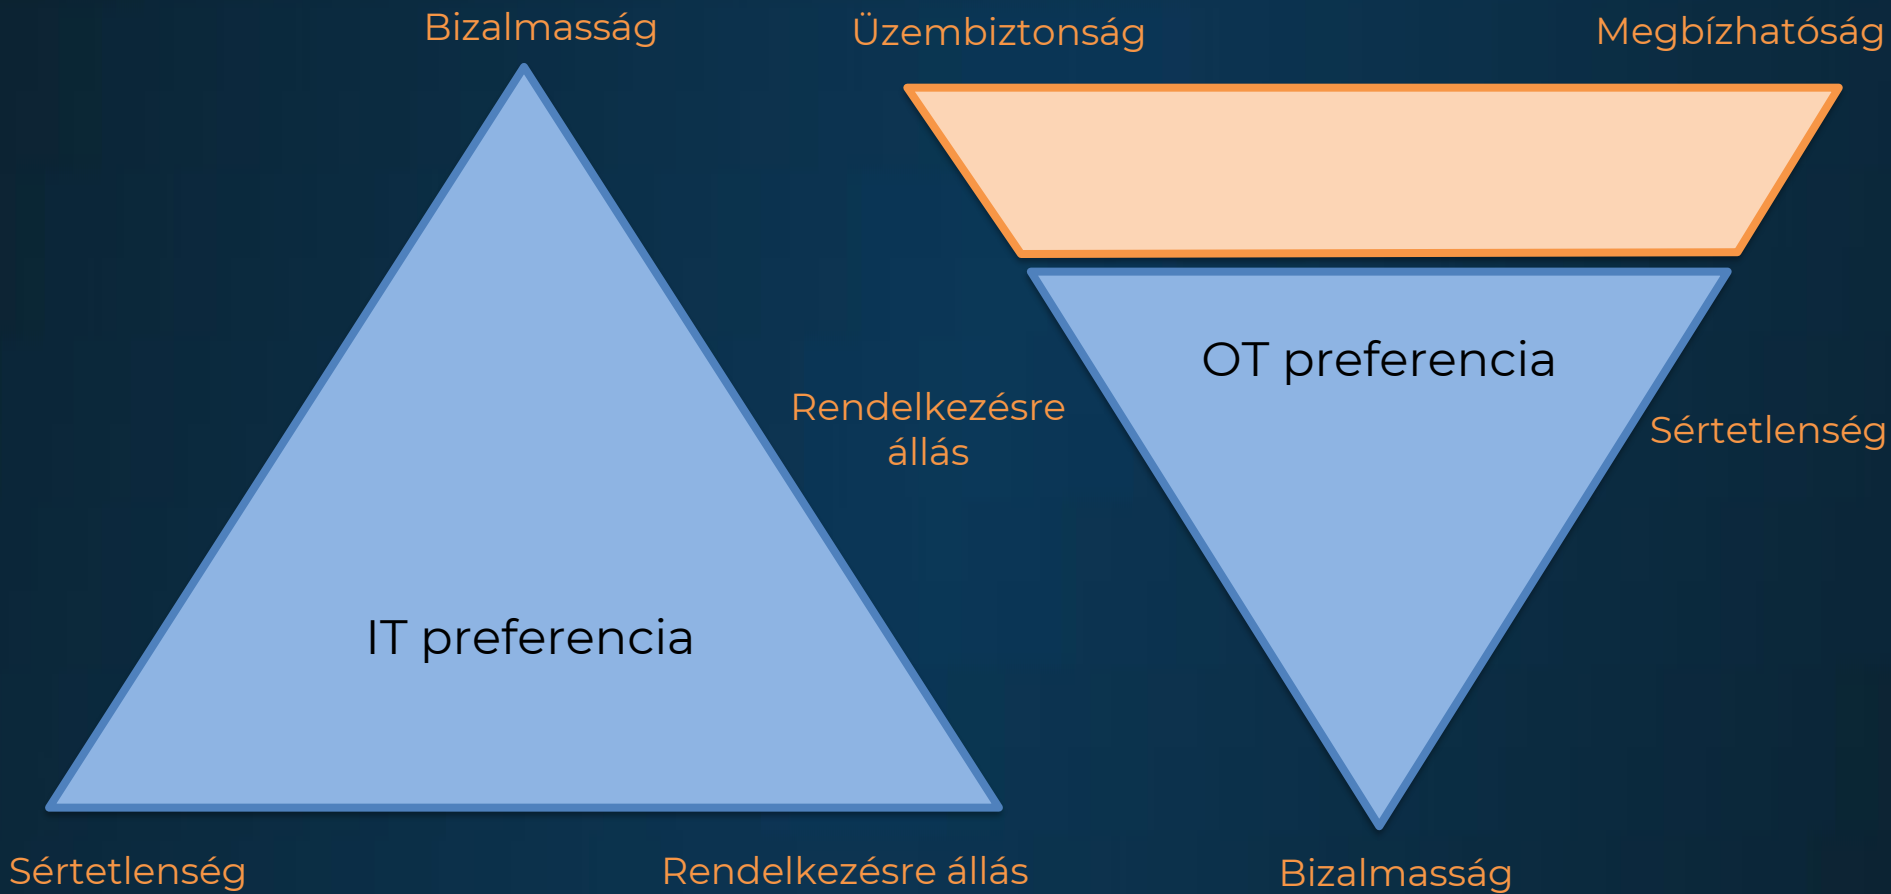 Bizalmasság
Üzembiztonság
Megbízhatóság
OT preferencia
Rendelkezésre
állás
Sértetlenség
IT preferencia
Sértetlenség
Rendelkezésre állás
Bizalmasság